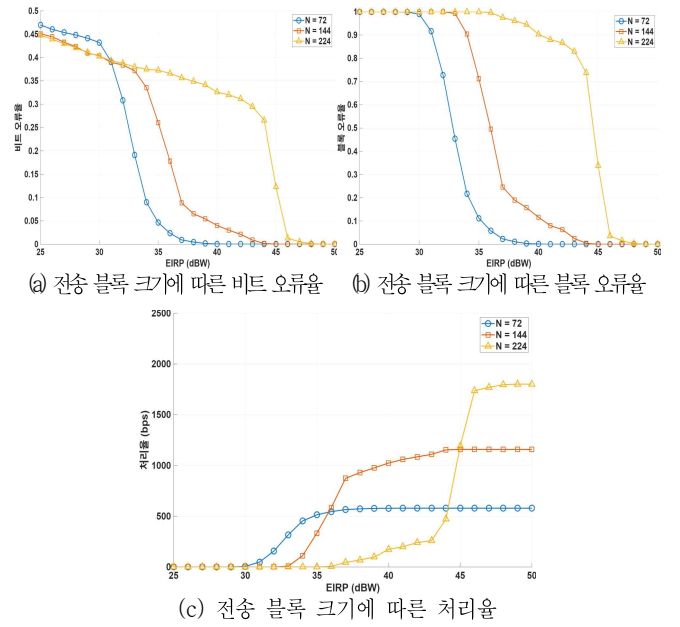 0.5
0.45
0.4
0.35
0.3
0.25
0.2
0.15
0.1
0.05
0
비트 오류율
25 30 35 40 45 50
EIRP (dBW)
N = 72
N = 144
N = 224
(a) 전송 블록 크기에 따른 비트 오류율
1
0.9
0.8
0.7
0.6
0.5
0.4
0.3
0.2
0.1
0
블록 오류율
25 30 35 40 45 50
EIRP (dBW)
N = 72
N = 144
N = 224
(b) 전송 블록 크기에 따른 블록 오류율
2500
2000
1500
1000
500
0
처리율 (bps)
25 30 35 40 45 50
EIRP (dBW)
N = 72
N = 144
N = 224
(c) 전송 블록 크기에 따른 처리율